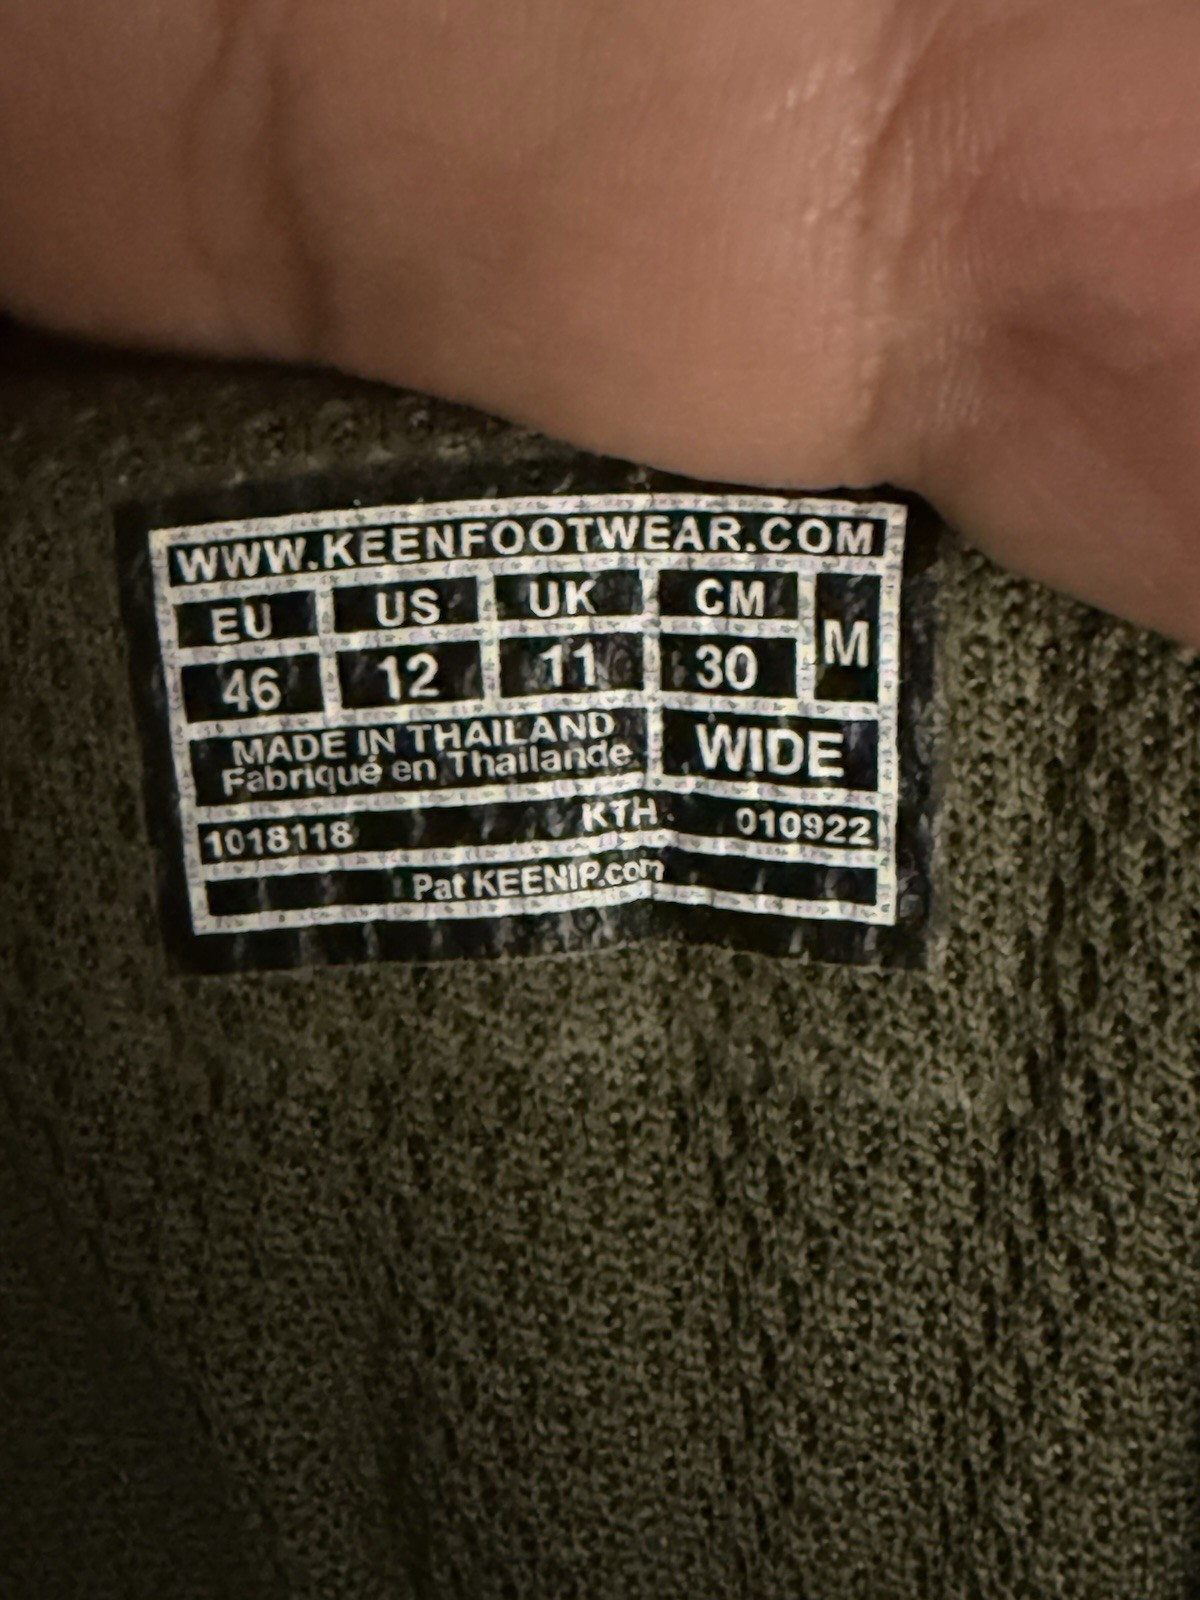 WWW.KEENFOOTWEAR.COM
EU US UK CM M
46 12 11 30
MADE IN THAILAND
Fabriqué en Thailande
WIDE
1018118 KTH 010922
Pat KEENIP.com